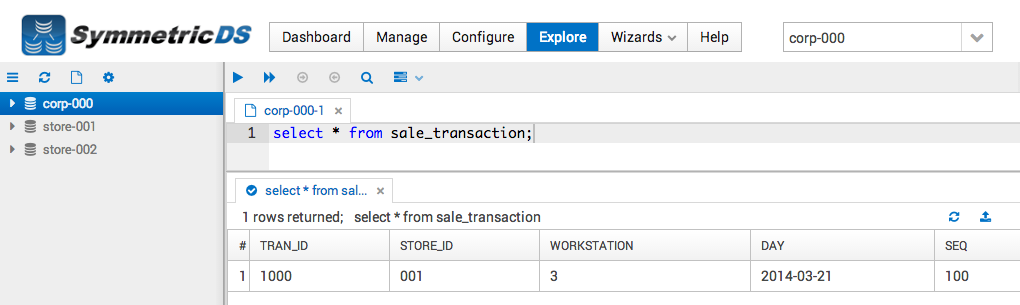 SymmetricDS
Dashboard Manage Configure Explore Wizards Help
corp-000
corp-000
store-001
store-002
corp-000-1
1 select * from sale_transaction;
select * from sal...
1 rows returned; select * from sale_transaction
# TRAN_ID STORE_ID WORKSTATION DAY SEQ
1 1000 001 3 2014-03-21 100